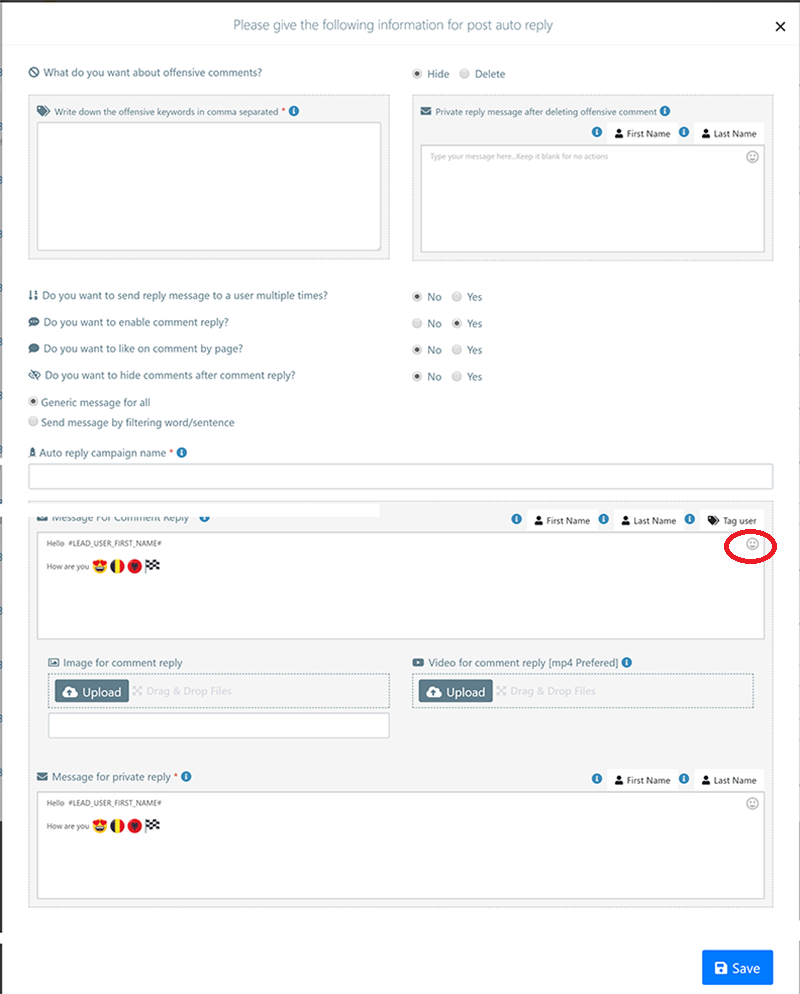 Please give the following information for post auto reply
What do you want about offensive comments?
Hide Delete
Write down the offensive keywords in comma separated *
Private reply message after deleting offensive comment
First Name Last Name
Type your message here...Keep it blank for no actions
Do you want to send reply message to a user multiple times?
No Yes
Do you want to enable comment reply?
No Yes
Do you want to like on comment by page?
No Yes
Do you want to hide comments after comment reply?
No Yes
Generic message for all
Send message by filtering word/sentence
Auto reply campaign name *
Message For Comment Reply
First Name Last Name Tag user
Hello #LEAD_USER_FIRST_NAME#
How are you
Image for comment reply
Upload Drag & Drop Files
Video for comment reply [mp4 Prefered]
Upload Drag & Drop Files
Message for private reply *
First Name Last Name
Hello #LEAD_USER_FIRST_NAME#
How are you
Save